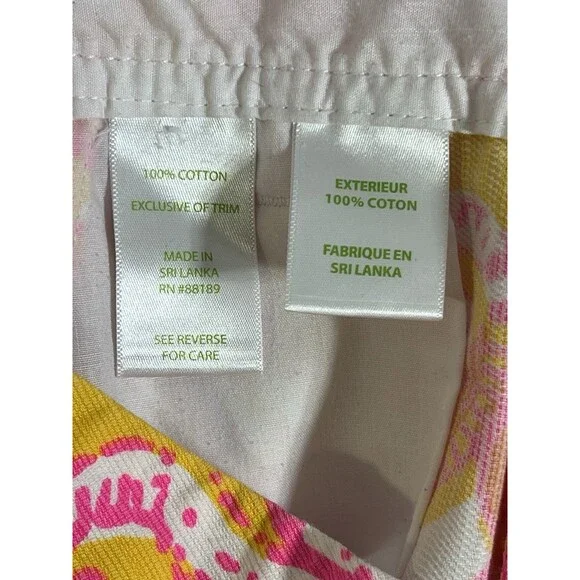 100% COTTON
EXCLUSIVE OF TRIM
MADE IN
SRI LANKA
RN #88189
SEE REVERSE
FOR CARE
EXTERIEUR
100% COTON
FABRIQUE EN
SRI LANKA